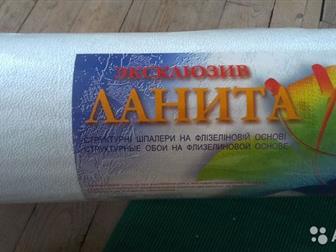 ЭКСКЛЮЗИВ
ЛАНИТА
СТРУКТУРНІ ШПАЛЕРИ НА ФЛІЗЕЛІНОВІЙ ОСНОВІ
СТРУКТУРНЫЕ ОБОИ НА ФЛИЗЕЛИНОВОЙ ОСНОВЕ